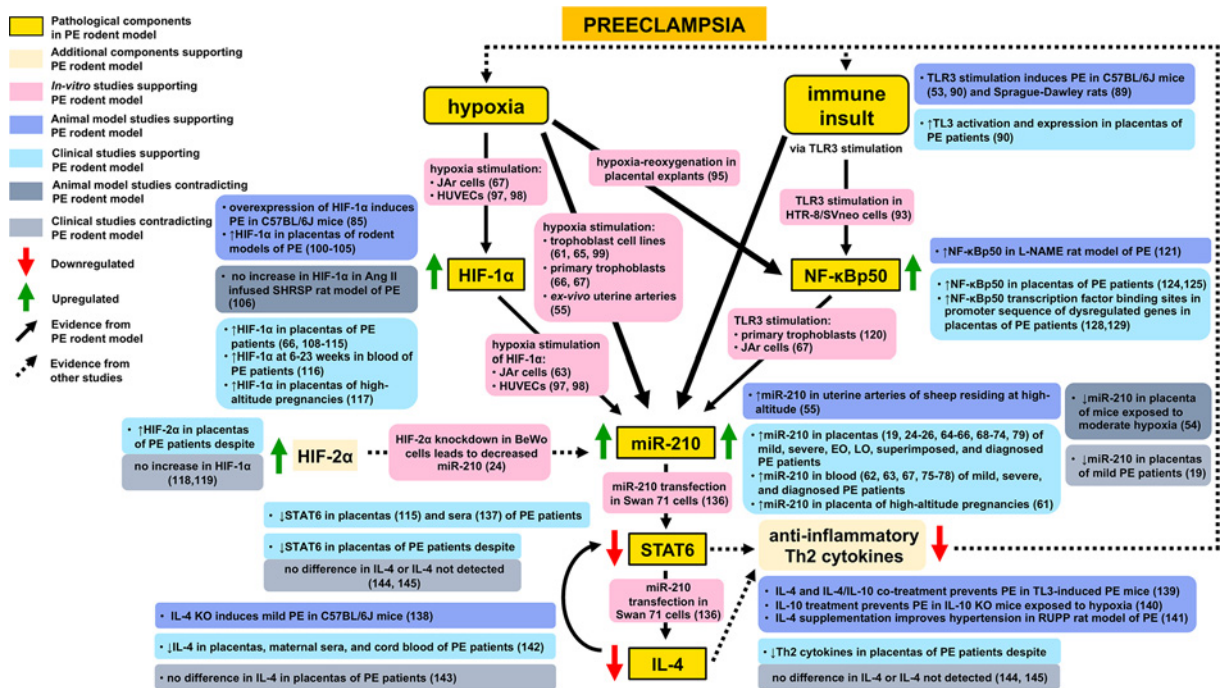 PREECLAMPSIA
Pathological components
in PE rodent model
Additional components supporting
PE rodent model
In-vitro studies supporting
PE rodent model
Animal model studies supporting
PE rodent model
Clinical studies supporting
PE rodent model
Animal model studies contradicting
PE rodent model
Clinical studies contradicting
PE rodent model
Downregulated
Upregulated
Evidence from
PE rodent model
Evidence from
other studies
hypoxia
immune
insult
via TLR3 stimulation
• TLR3 stimulation induces PE in C57BL/6J mice
(53, 90) and Sprague-Dawley rats (89)
• ↑TL3 activation and expression in placentas of
PE patients (90)
hypoxia stimulation:
• JAr cells (67)
• HUVECs (97, 98)
hypoxia-reoxygenation in
placental explants (95)
TLR3 stimulation in
HTR-8/SVneo cells (93)
• overexpression of HIF-1α induces
PE in C57BL/6J mice (85)
• ↑HIF-1α in placentas of rodent
models of PE (100-105)
• no increase in HIF-1α in Ang II
infused SHRSP rat model of PE
(106)
• ↑HIF-1α in placentas of PE
patients (66, 108-115)
• ↑HIF-1α at 6-23 weeks in blood of
PE patients (116)
• ↑HIF-1α in placentas of high-
altitude pregnancies (117)
HIF-1α
hypoxia stimulation:
• trophoblast cell lines
(61, 65, 99)
• primary trophoblasts
(66, 67)
• ex-vivo uterine arteries
(55)
NF-κBp50
• ↑NF-κBp50 in L-NAME rat model of PE (121)
• ↑NF-κBp50 in placentas of PE patients (124,125)
• ↑NF-κBp50 transcription factor binding sites in
promoter sequence of dysregulated genes in
placentas of PE patients (128,129)
hypoxia stimulation
of HIF-1α:
• JAr cells (63)
• HUVECs (97, 98)
TLR3 stimulation:
• primary trophoblasts (120)
• JAr cells (67)
• ↑HIF-2α in placentas
of PE patients despite
no increase in HIF-1α
(118,119)
HIF-2α
HIF-2α knockdown in BeWo
cells leads to decreased
miR-210 (24)
miR-210
• ↑miR-210 in uterine arteries of sheep residing at high-
altitude (55)
• ↑miR-210 in placentas (19, 24-26, 64-66, 68-74, 79) of
mild, severe, EO, LO, superimposed, and diagnosed
PE patients
• ↑miR-210 in blood (62, 63, 67, 75-78) of mild, severe,
and diagnosed PE patients
• ↑miR-210 in placenta of high-altitude pregnancies (61)
• ↓miR-210 in placenta
of mice exposed to
moderate hypoxia (54)
• ↓miR-210 in placentas
of mild PE patients (19)
miR-210 transfection
in Swan 71 cells (136)
• ↓STAT6 in placentas (115) and sera (137) of PE patients
• ↓STAT6 in placentas of PE patients despite
no difference in IL-4 or IL-4 not detected
(144, 145)
STAT6
anti-inflammatory
Th2 cytokines
miR-210
transfection in
Swan 71 cells (136)
• IL-4 KO induces mild PE in C57BL/6J mice (138)
• ↓IL-4 in placentas, maternal sera, and cord blood of PE patients (142)
• no difference in IL-4 in placentas of PE patients (143)
IL-4
• IL-4 and IL-4/IL-10 co-treatment prevents PE in TL3-induced PE mice (139)
• IL-10 treatment prevents PE in IL-10 KO mice exposed to hypoxia (140)
• IL-4 supplementation improves hypertension in RUPP rat model of PE (141)
• ↓Th2 cytokines in placentas of PE patients despite
no difference in IL-4 or IL-4 not detected (144, 145)